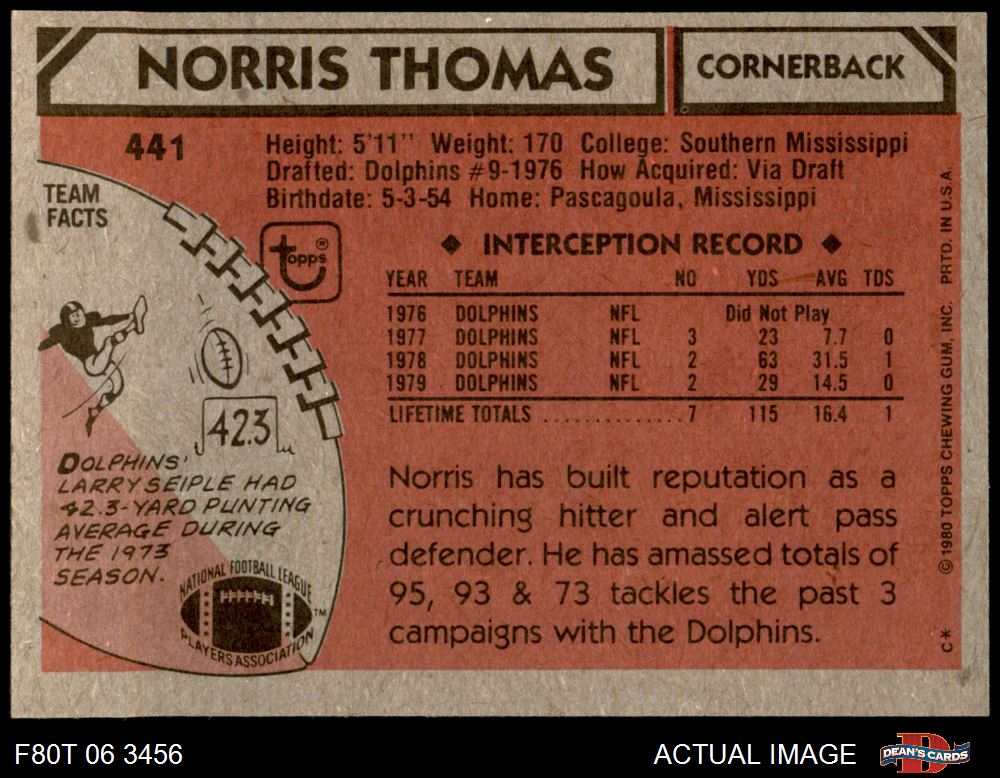 NORRIS THOMAS
CORNERBACK
441
Height: 5'11" Weight: 170 College: Southern Mississippi
Drafted: Dolphins #9-1976 How Acquired: Via Draft
Birthdate: 5-3-54 Home: Pascagoula, Mississippi
TEAM
FACTS
topps®
◆ INTERCEPTION RECORD ◆
YEAR TEAM NO YDS AVG TDS
1976 DOLPHINS NFL Did Not Play
1977 DOLPHINS NFL 3 23 7.7 0
1978 DOLPHINS NFL 2 63 31.5 1
1979 DOLPHINS NFL 2 29 14.5 0
LIFETIME TOTALS ............. 7 115 16.4 1
42.3
DOLPHINS'
LARRY SEIPLE HAD
42.3-YARD PUNTING
AVERAGE DURING
THE 1973
SEASON.
NATIONAL FOOTBALL LEAGUE
PLAYERS ASSOCIATION
TM
Norris has built reputation as a
crunching hitter and alert pass
defender. He has amassed totals of
95, 93 & 73 tackles the past 3
campaigns with the Dolphins.
C* © 1980 TOPPS CHEWING GUM, INC. PRTD. IN U.S.A.
F80T 06 3456
ACTUAL IMAGE
D
DEAN'S CARDS